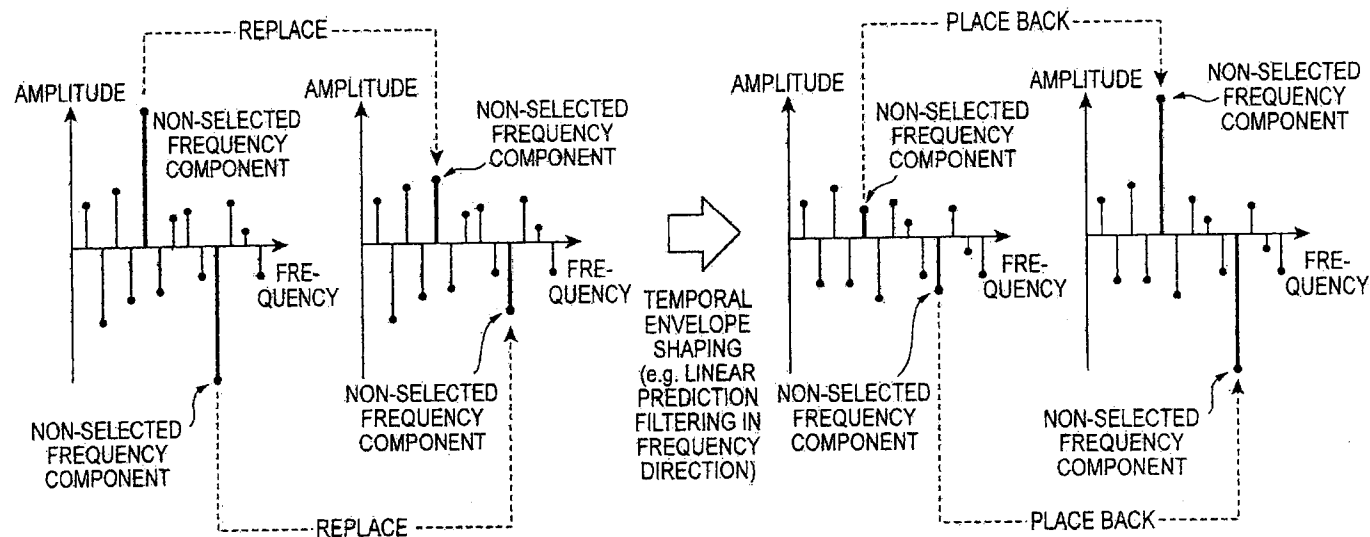 REPLACE
AMPLITUDE
NON-SELECTED
FREQUENCY
COMPONENT
FRE-
QUENCY
NON-SELECTED
FREQUENCY
COMPONENT
AMPLITUDE
NON-SELECTED
FREQUENCY
COMPONENT
FRE-
QUENCY
NON-SELECTED
FREQUENCY
COMPONENT
REPLACE
TEMPORAL
ENVELOPE
SHAPING
(e.g. LINEAR
PREDICTION
FILTERING IN
FREQUENCY
DIRECTION)
PLACE BACK
AMPLITUDE
NON-SELECTED
FREQUENCY
COMPONENT
FRE-
QUENCY
NON-SELECTED
FREQUENCY
COMPONENT
AMPLITUDE
NON-SELECTED
FREQUENCY
COMPONENT
FRE-
QUENCY
NON-SELECTED
FREQUENCY
COMPONENT
PLACE BACK